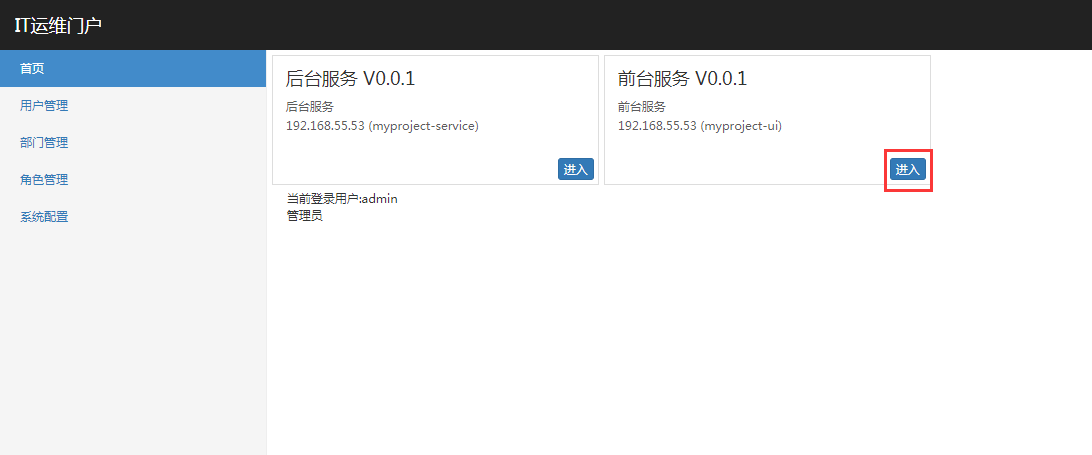 IT运维门户
首页
用户管理
部门管理
角色管理
系统配置
后台服务 V0.0.1
后台服务
192.168.55.53 (myproject-service)
进入
前台服务 V0.0.1
前台服务
192.168.55.53 (myproject-ui)
进入
当前登录用户:admin
管理员